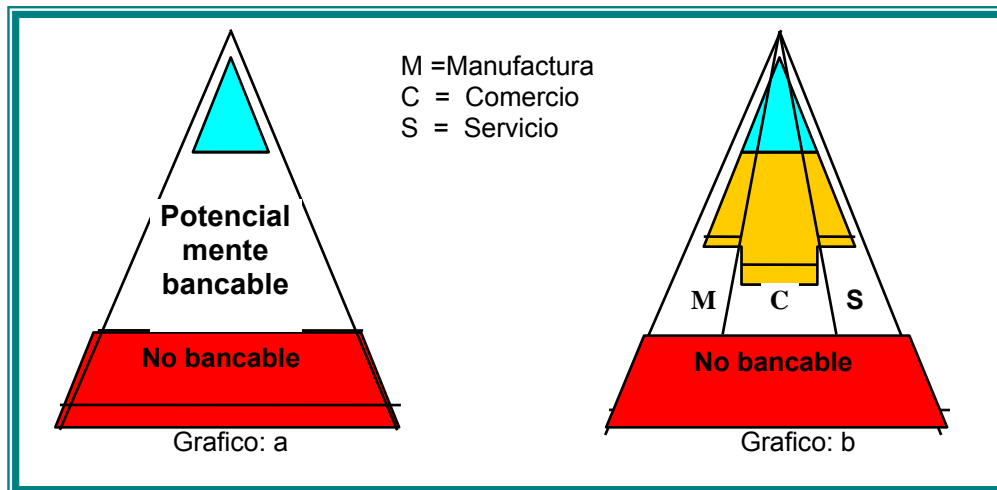 M =Manufactura
C = Comercio
S = Servicio
Potencial
mente
bancable
No bancable
Grafico: a
M
C
S
No bancable
Grafico: b